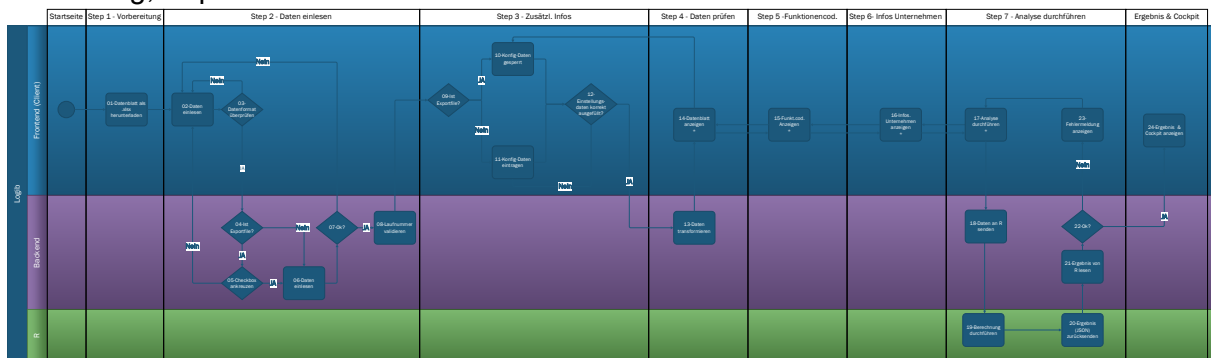 Startseite
Step 1 - Vorbereitung
Step 2 - Daten einlesen
Step 3 - Zusätzl. Infos
Step 4 - Daten prüfen
Step 5 -Funktionencod.
Step 6- Infos Unternehmen
Step 7 - Analyse durchführen
Ergebnis & Cockpit
Logib
Frontend (Client)
01-Datenblatt als
.xlsx
herunterladen
02-Daten
einlesen
Nein
Nein
03-
Datenformat
überprüfen
09-Ist
Exportfile?
JA
Nein
10-Konfig-Daten
gesperrt
11-Konfig-Daten
eintragen
12-
Einstellungs
daten korrekt
ausgefüllt?
Nein
JA
14-Datenblatt
anzeigen
+
15-Funkt.cod.
Anzeigen
+
16-Infos.
Unternehmen
anzeigen
+
17-Analyse
durchführen
+
23-
Fehlermeldung
anzeigen
Nein
24-Ergebnis &
Cockpit anzeigen
Backend
04-Ist
Exportfile?
Nein
Nein
JA
05-Checkbox
ankreuzen
JA
06-Daten
einlesen
07-Ok?
JA
08-Laufnummer
validieren
13-Daten
transformieren
18-Daten an R
senden
22-Ok?
JA
21-Ergebnis von
R lesen
R
19-Berechnung
durchführen
20-Ergebnis
(JSON)
zurücksenden